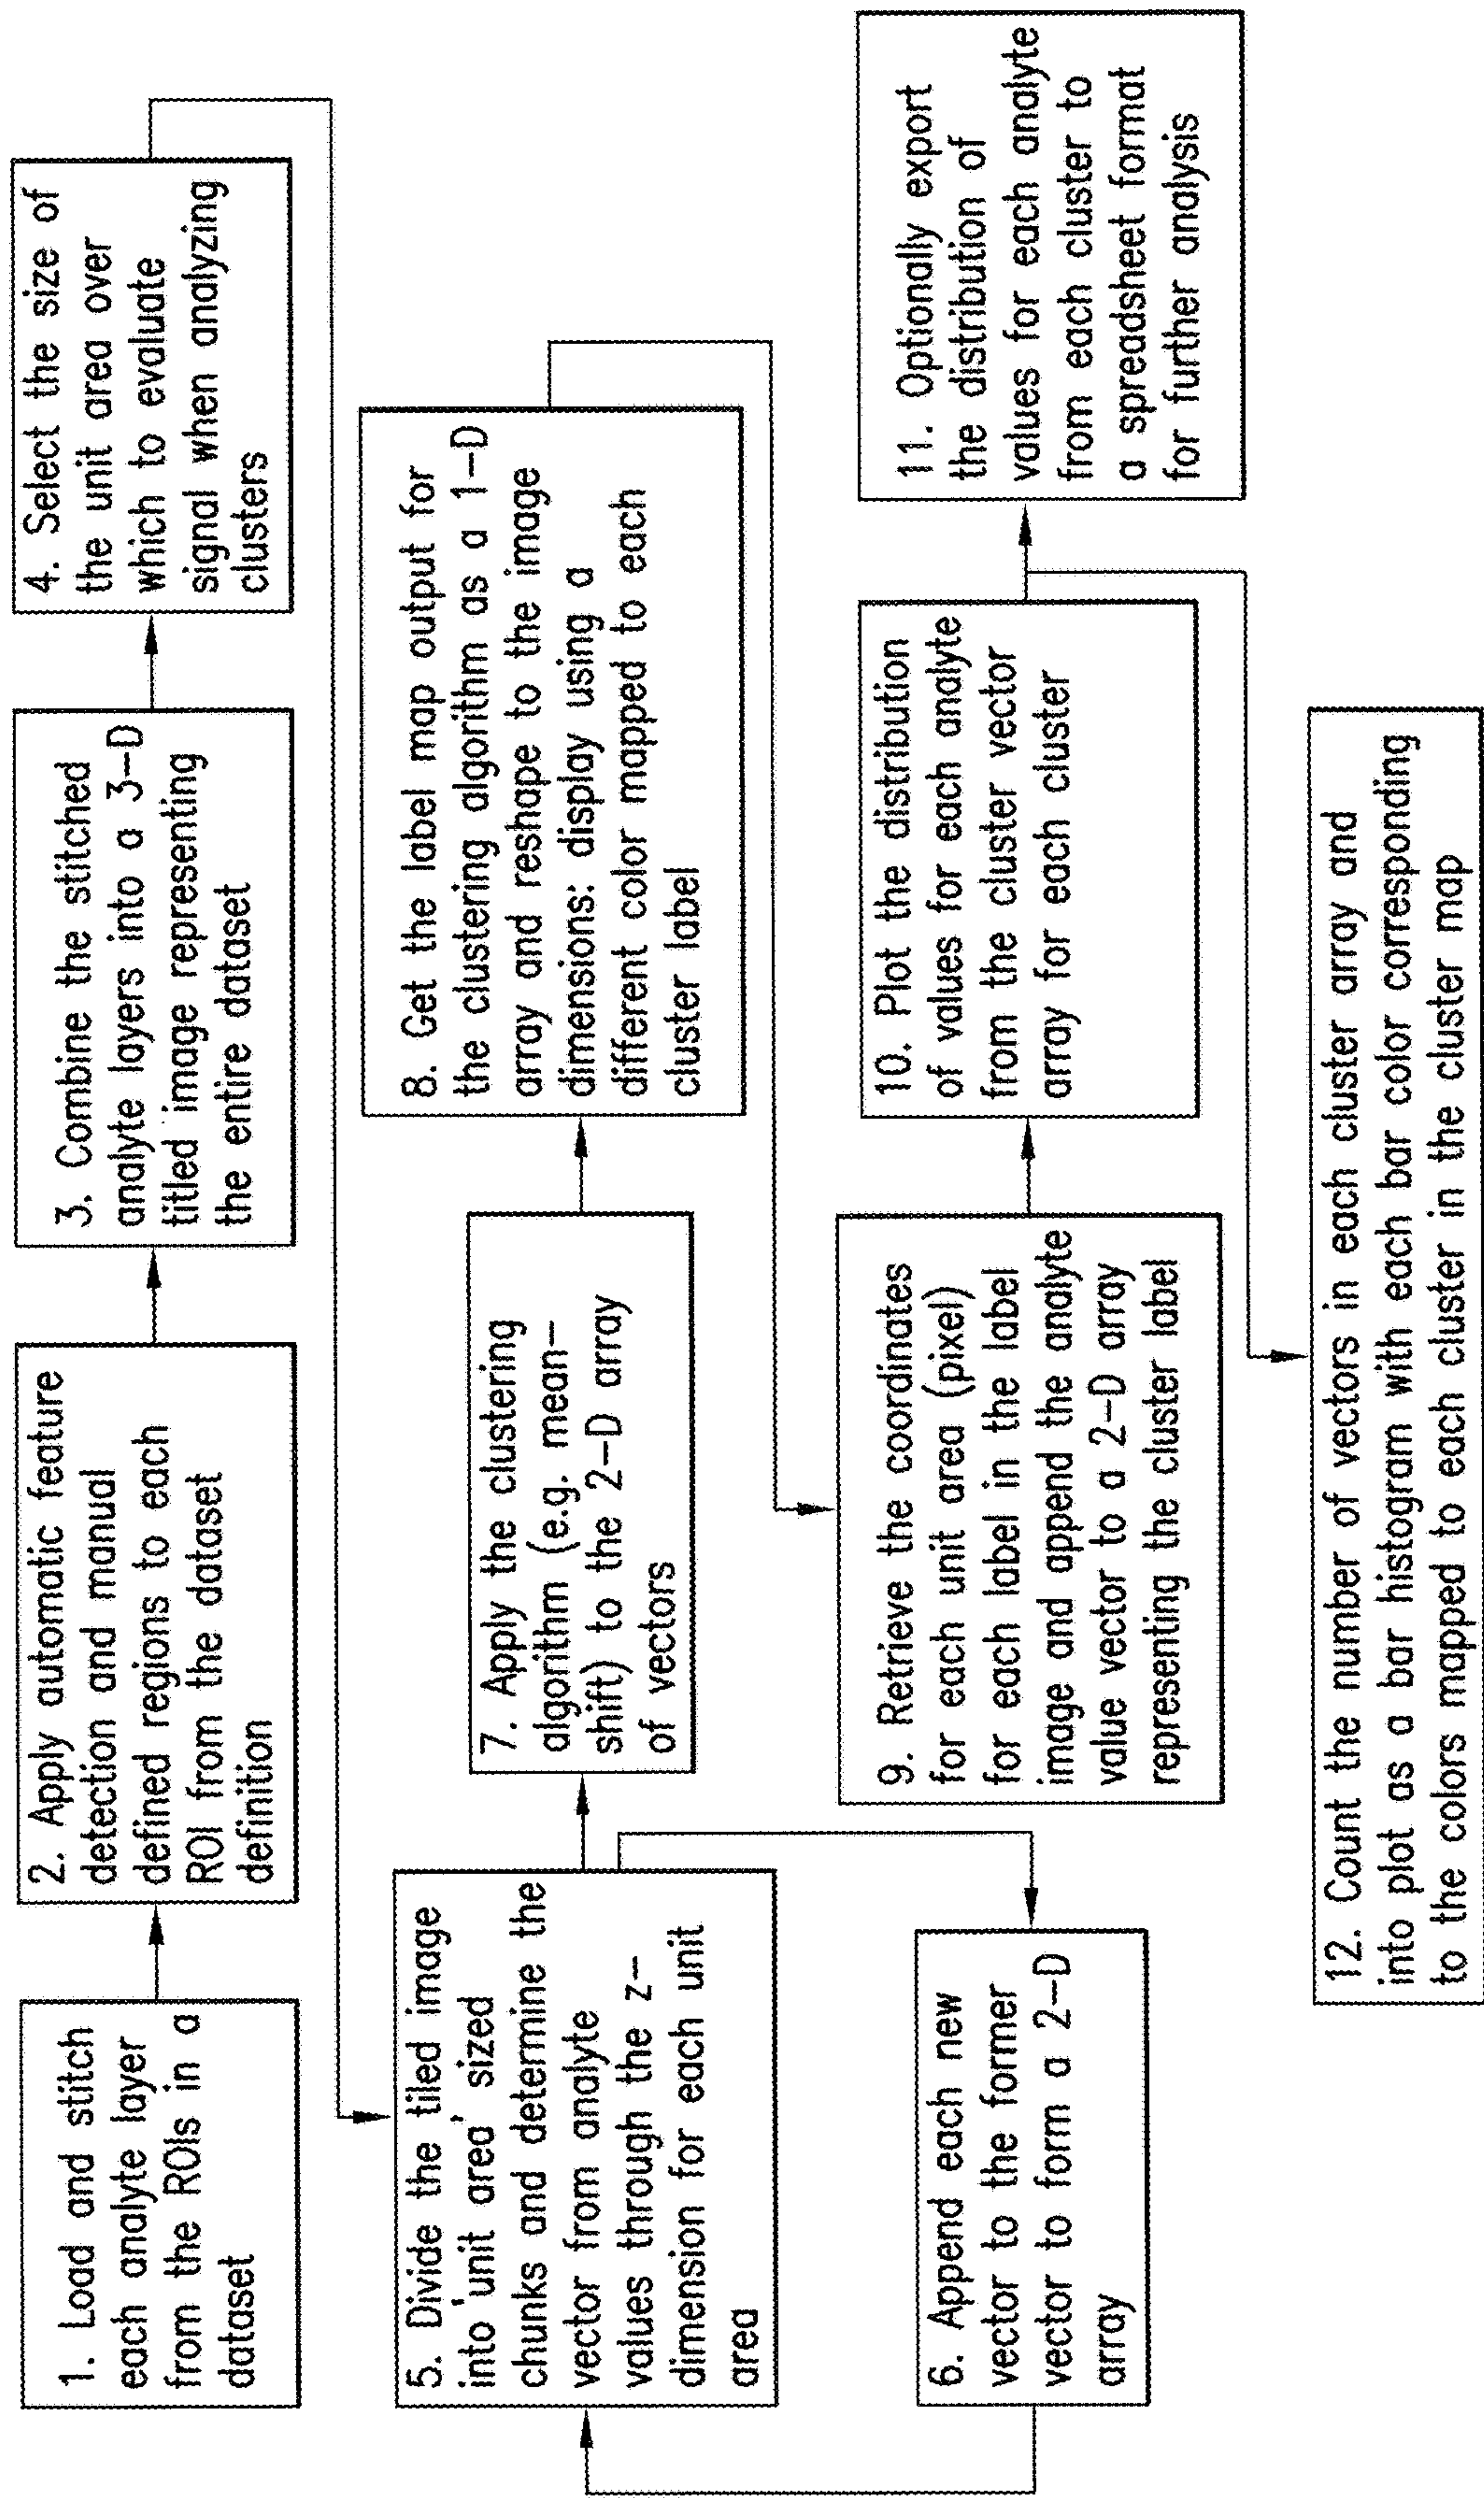 1. Load and stitch
each analyte layer
from the ROIs in a
dataset
2. Apply automatic feature
detection and manual
defined regions to each
ROI from the dataset
definition
3. Combine the stitched
analyte layers into a 3-D
titled image representing
the entire dataset
4. Select the size of
the unit area over
which to evaluate
signal when analyzing
clusters
5. Divide the tiled image
into 'unit area' sized
chunks and determine the
vector from analyte
values through the z-
dimension for each unit
area
6. Append each new
vector to the former
vector to form a 2-D
array
7. Apply the clustering
algorithm (e.g. mean-
shift) to the 2-D array
of vectors
8. Get the label map output for
the clustering algorithm as a 1-D
array and reshape to the image
dimensions: display using a
different color mapped to each
cluster label
9. Retrieve the coordinates
for each unit area (pixel)
for each label in the label
image and append the analyte
value vector to a 2-D array
representing the cluster label
10. Plot the distribution
of values for each analyte
from the cluster vector
array for each cluster
11. Optionally export
the distribution of
values for each analyte
from each cluster to
a spreadsheet format
for further analysis
12. Count the number of vectors in each cluster array and
into plot as a bar histogram with each bar color corresponding
to the colors mapped to each cluster in the cluster map